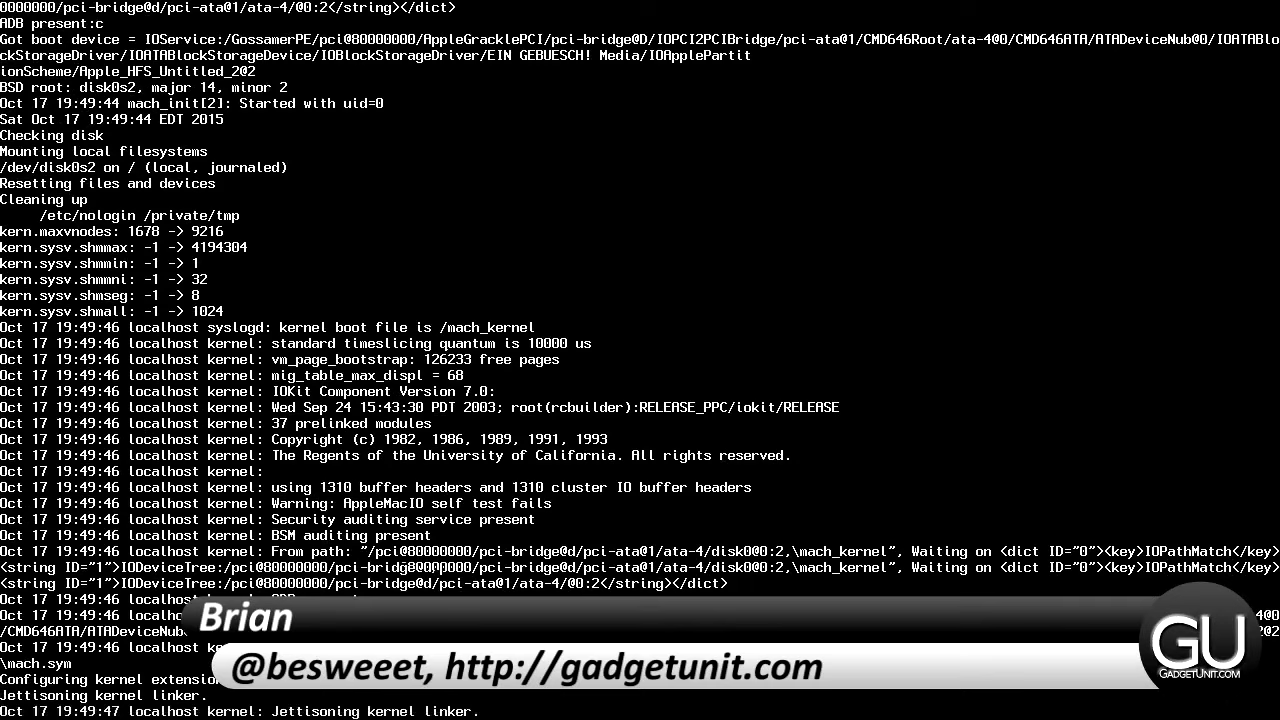 0000000/pci-bridge@d/pci-ata@1/ata-4/@0:2</string></dict>
ADB present:c
Got boot device = IOService:/GossamerPE/pci@80000000/AppleGracklePCI/pci-bridge@D/IOPCI2PCIBridge/pci-ata@1/CMD646Root/ata-4@0/CMD646ATA/ATADeviceNub@0/IOATABlo
ckStorageDriver/IOATABlockStorageDevice/IOBlockStorageDriver/EIN GEBUESCH! Media/IOApplePartit
ionScheme/Apple_HFS_Untitled_2@2
BSD root: disk0s2, major 14, minor 2
Oct 17 19:49:44 mach_init[2]: Started with uid=0
Sat Oct 17 19:49:44 EDT 2015
Checking disk
Mounting local filesystems
/dev/disk0s2 on / (local, journaled)
Resetting files and devices
Cleaning up
/etc/nologin /private/tmp
kern.maxvnodes: 1678 -> 9216
kern.sysv.shmmax: -1 -> 4194304
kern.sysv.shmmin: -1 -> 1
kern.sysv.shmmni: -1 -> 32
kern.sysv.shmseg: -1 -> 8
kern.sysv.shmall: -1 -> 1024
Oct 17 19:49:46 localhost syslogd: kernel boot file is /mach_kernel
Oct 17 19:49:46 localhost kernel: standard timeslicing quantum is 10000 us
Oct 17 19:49:46 localhost kernel: vm_page_bootstrap: 126233 free pages
Oct 17 19:49:46 localhost kernel: mig_table_max_displ = 68
Oct 17 19:49:46 localhost kernel: IOKit Component Version 7.0:
Oct 17 19:49:46 localhost kernel: Wed Sep 24 15:43:30 PDT 2003; root(rcbuilder):RELEASE_PPC/iokit/RELEASE
Oct 17 19:49:46 localhost kernel: 37 prelinked modules
Oct 17 19:49:46 localhost kernel: Copyright (c) 1982, 1986, 1989, 1991, 1993
Oct 17 19:49:46 localhost kernel: The Regents of the University of California. All rights reserved.
Oct 17 19:49:46 localhost kernel:
Oct 17 19:49:46 localhost kernel: using 1310 buffer headers and 1310 cluster IO buffer headers
Oct 17 19:49:46 localhost kernel: Warning: AppleMacIO self test fails
Oct 17 19:49:46 localhost kernel: Security auditing service present
Oct 17 19:49:46 localhost kernel: BSM auditing present
Oct 17 19:49:46 localhost kernel: From path: "/pci@80000000/pci-bridge@d/pci-ata@1/ata-4/disk0@0:2,\mach_kernel", Waiting on <dict ID="0"><key>IOPathMatch</key>
<string ID="1">IODeviceTree:/pci@80000000/pci-bridge@d/pci-ata@1/ata-4/disk0@0:2,\mach_kernel", Waiting on <dict ID="0"><key>IOPathMatch</key>
<string ID="1">IODeviceTree:/pci@80000000/pci-bridge@d/pci-ata@1/ata-4/@0:2</string></dict>
Oct 17 19:49:46
Oct 17 19:49:46
/CMD646ATA/ATADeviceNub
Oct 17 19:49:46 localhost
\mach.sym
Configuring kernel
Jettisoning kernel linker.
Oct 17 19:49:47 localhost kernel: Jettisoning kernel linker.
Brian
@besweeet, http://gadgetunit.com
GU
GADGETUNIT.COM